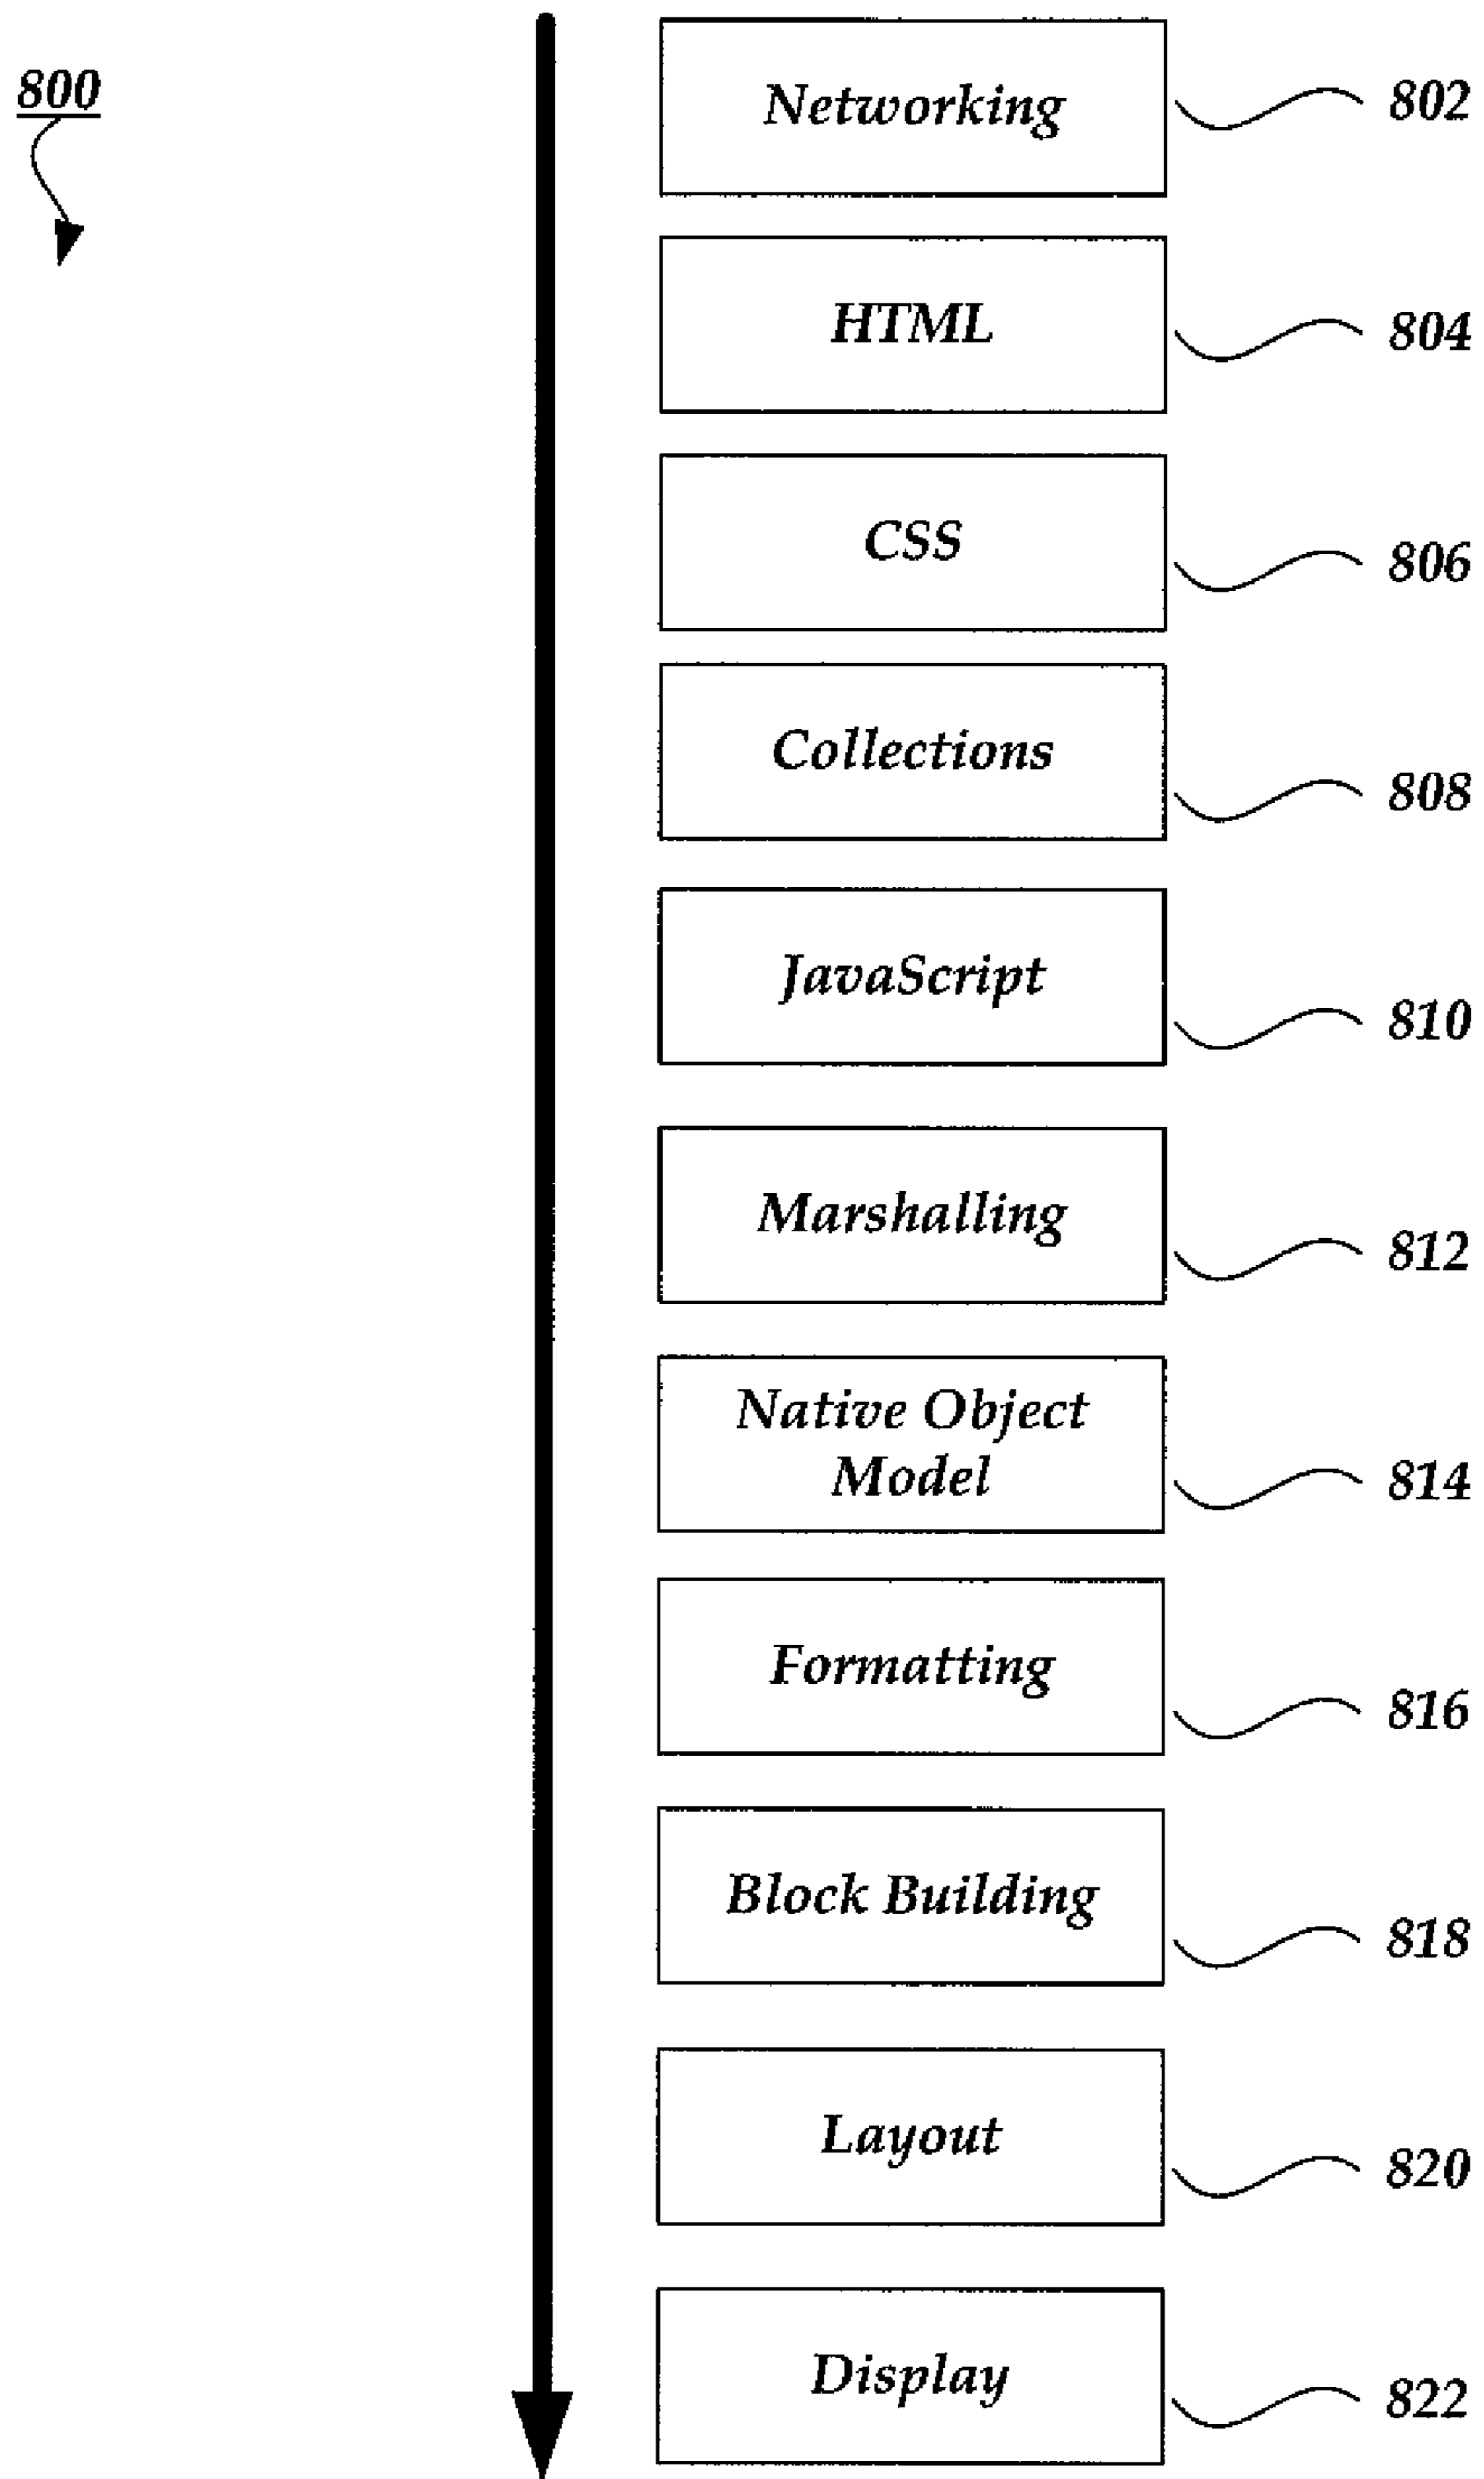 800
Networking
802
HTML
804
CSS
806
Collections
808
JavaScript
810
Marshalling
812
Native Object
Model
814
Formatting
816
Block Building
818
Layout
820
Display
822